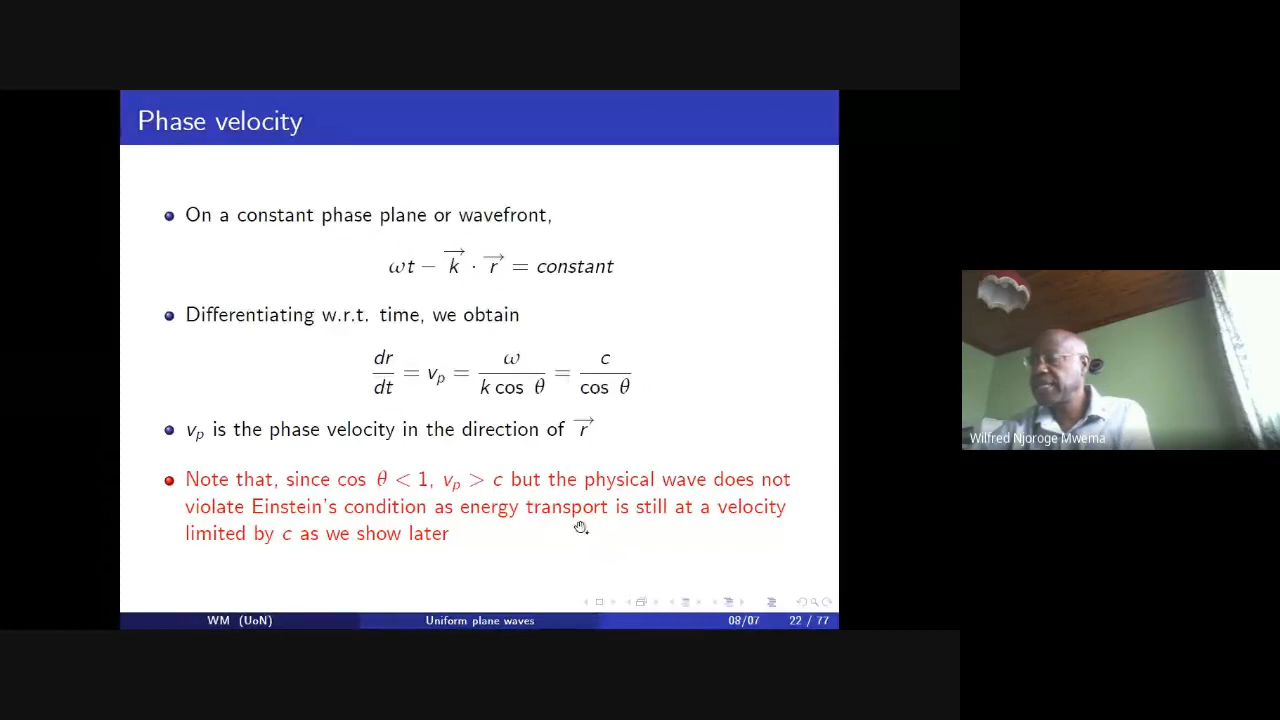 Phase velocity
On a constant phase plane or wavefront,
ωt − k⃗ · r⃗ = constant
Differentiating w.r.t. time, we obtain
dr/dt = vₚ = ω/(k cos θ) = c/(cos θ)
vₚ is the phase velocity in the direction of r⃗
Note that, since cos θ < 1, vₚ > c but the physical wave does not
violate Einstein's condition as energy transport is still at a velocity
limited by c as we show later
WM (UoN) Uniform plane waves 08/07 22 / 77
Wilfred Njoroge Mwema